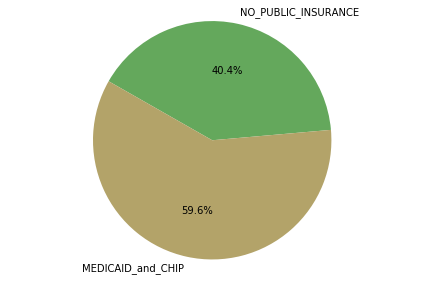 NO_PUBLIC_INSURANCE
40.4%
59.6%
MEDICAID_and_CHIP